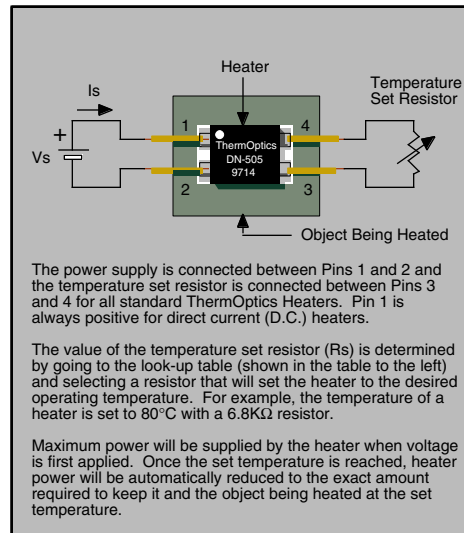 Heater
Is
Temperature
Set Resistor
1
4
+
Vs
ThermOptics
DN-505
9714
2
3
Object Being Heated
The power supply is connected between Pins 1 and 2 and
the temperature set resistor is connected between Pins 3
and 4 for all standard ThermOptics Heaters. Pin 1 is
always positive for direct current (D.C.) heaters.
The value of the temperature set resistor (Rs) is determined
by going to the look-up table (shown in the table to the left)
and selecting a resistor that will set the heater to the desired
operating temperature. For example, the temperature of a
heater is set to 80°C with a 6.8KΩ resistor.
Maximum power will be supplied by the heater when voltage
is first applied. Once the set temperature is reached, heater
power will be automatically reduced to the exact amount
required to keep it and the object being heated at the set
temperature.